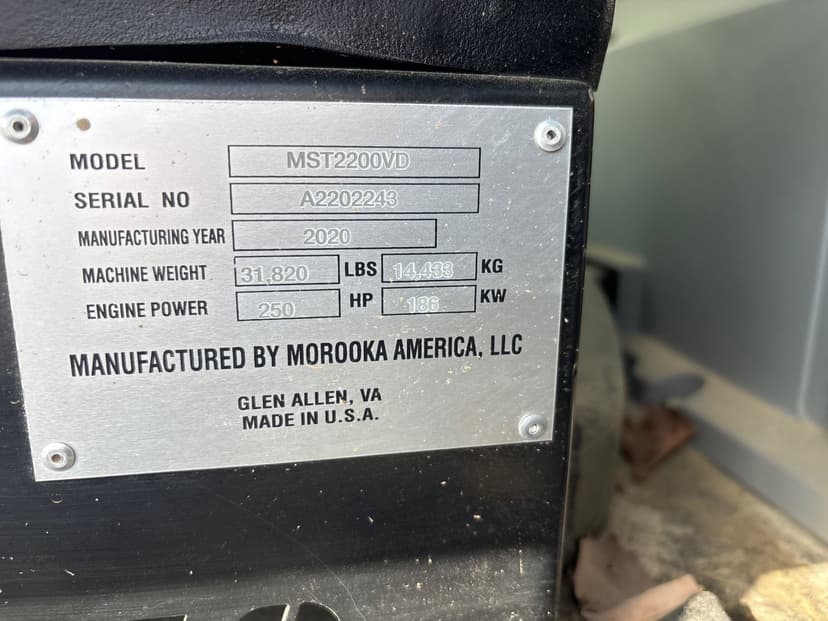 MODEL MST2200VD
SERIAL NO A2202243
MANUFACTURING YEAR 2020
MACHINE WEIGHT 31,820 LBS 14,433 KG
ENGINE POWER 250 HP 186 KW
MANUFACTURED BY MOROOKA AMERICA, LLC
GLEN ALLEN, VA
MADE IN U.S.A.